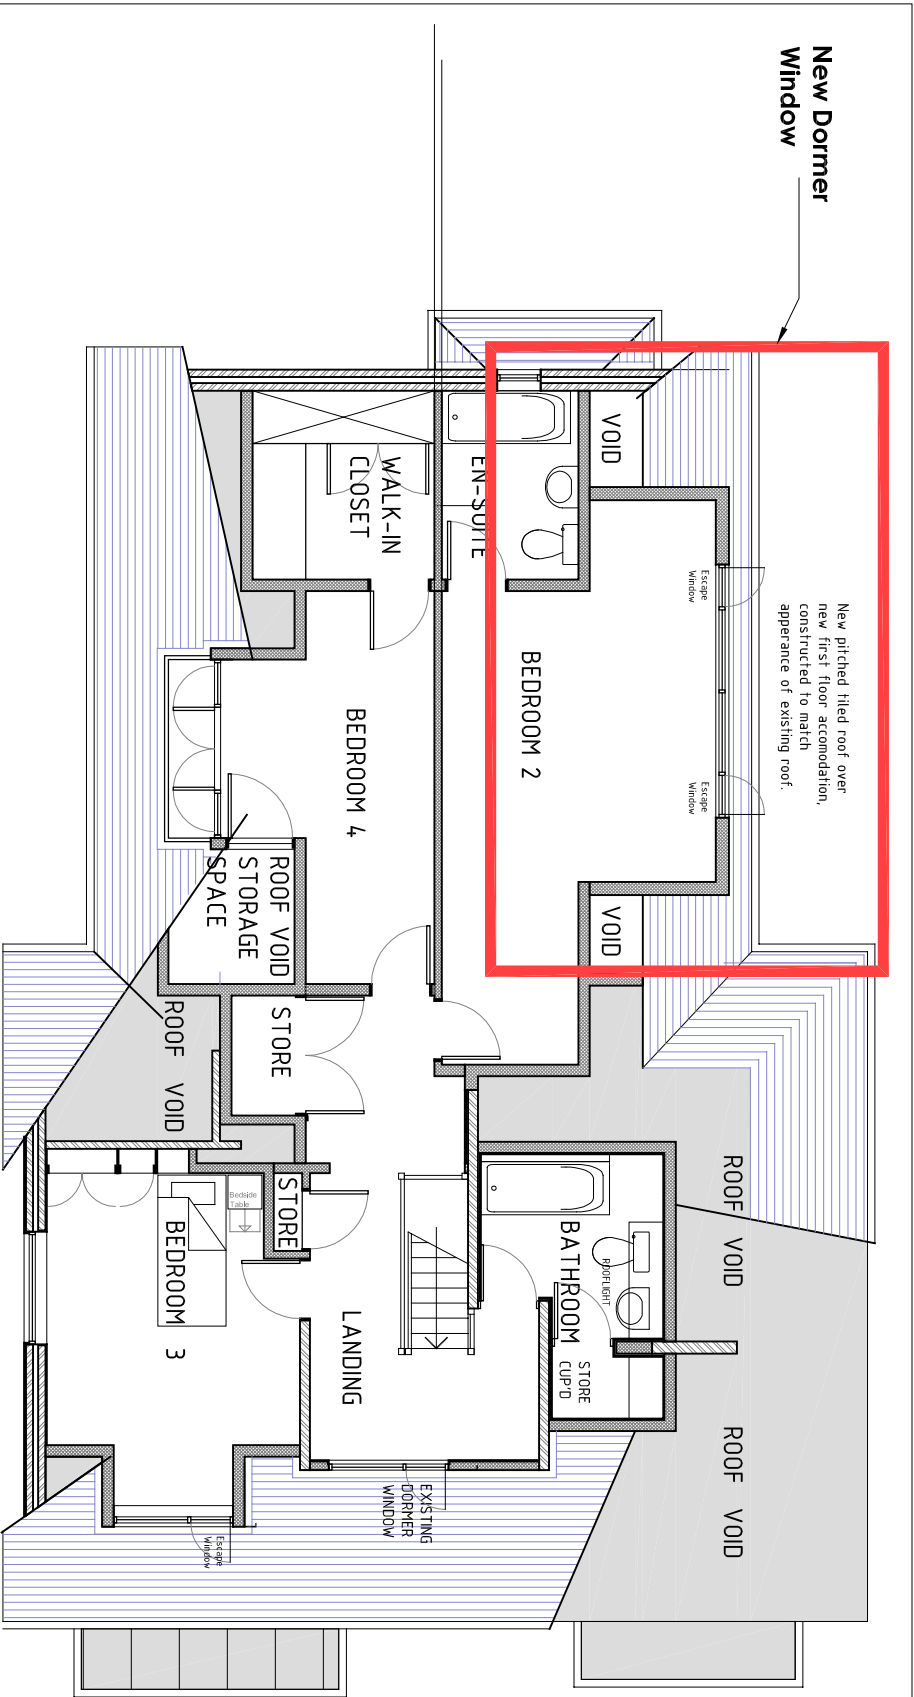 New Dormer
Window
New pitched tiled roof over
new first floor accomodation,
constructed to match
apperance of existing roof.
VOID
Escape
Window
Escape
Window
EN-SUITE
BEDROOM 2
VOID
WALK-IN
CLOSET
BEDROOM 4
ROOF VOID
STORAGE
SPACE
STORE
ROOF VOID
ROOF VOID
ROOF VOID
BATHROOM
ROOFLIGHT
STORE
CUP'D
STORE
Bedside
Table
BEDROOM 3
LANDING
EXISTING
DORMER
WINDOW
Escape
Window